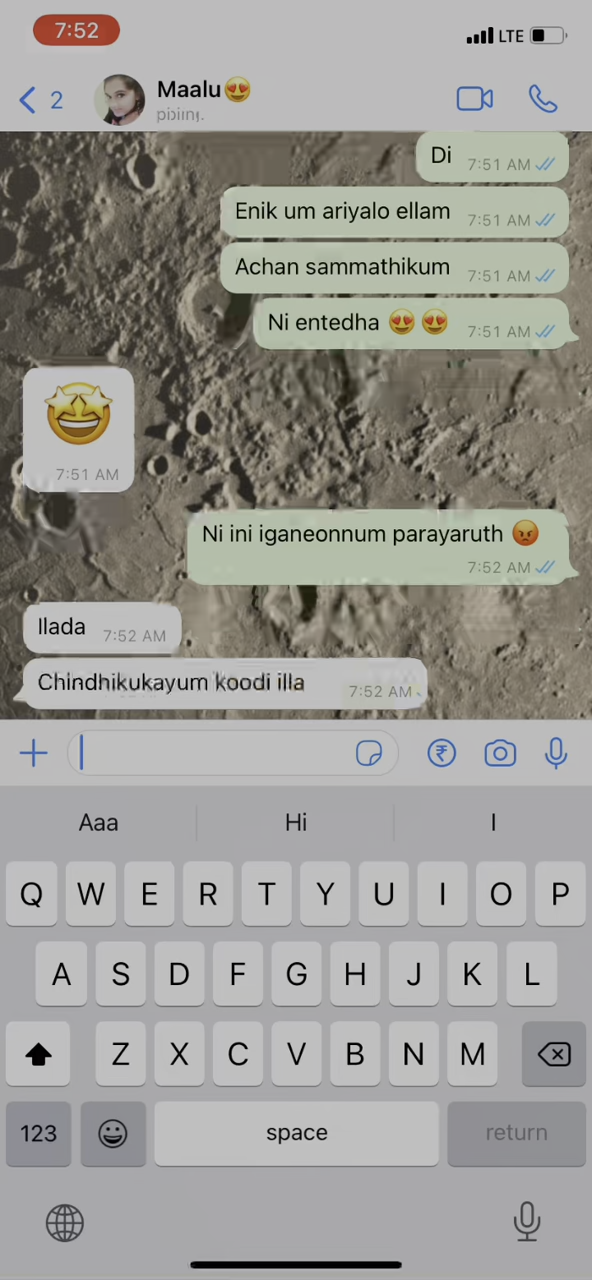 7:52
LTE
2
Maalu😍
Di 7:51 AM
Enik um ariyalo ellam 7:51 AM
Achan sammathikum 7:51 AM
Ni entedha 😍 😍 7:51 AM
🤩
7:51 AM
Ni ini iganeonnum parayaruth 😡
7:52 AM
Ilada 7:52 AM
Chindhikukayum koodi illa 7:52 AM
Aaa Hi I
Q W E R T Y U I O P
A S D F G H J K L
Z X C V B N M
123 space return